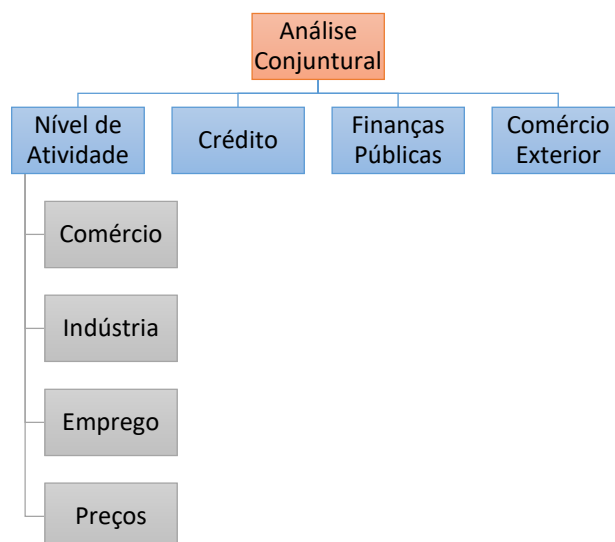 Análise
Conjuntural
Nível de
Atividade
Crédito
Finanças
Públicas
Comércio
Exterior
Comércio
Indústria
Emprego
Preços